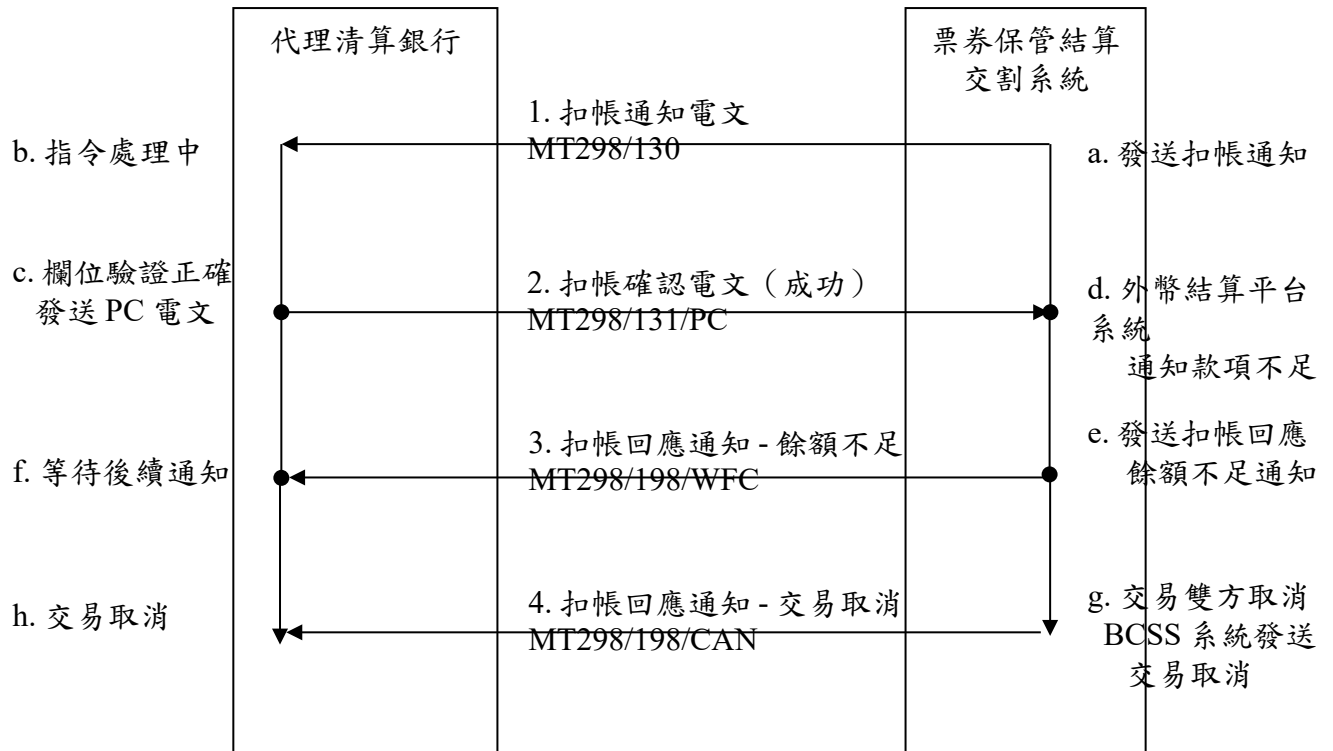 代理清算銀行
票券保管結算
交割系統
1. 扣帳通知電文
MT298/130
b. 指令處理中
a. 發送扣帳通知
c. 欄位驗證正確
發送 PC 電文
2. 扣帳確認電文（成功）
MT298/131/PC
d. 外幣結算平台
系統
通知款項不足
3. 扣帳回應通知 - 餘額不足
MT298/198/WFC
e. 發送扣帳回應
餘額不足通知
f. 等待後續通知
4. 扣帳回應通知 - 交易取消
MT298/198/CAN
g. 交易雙方取消
BCSS 系統發送
交易取消
h. 交易取消